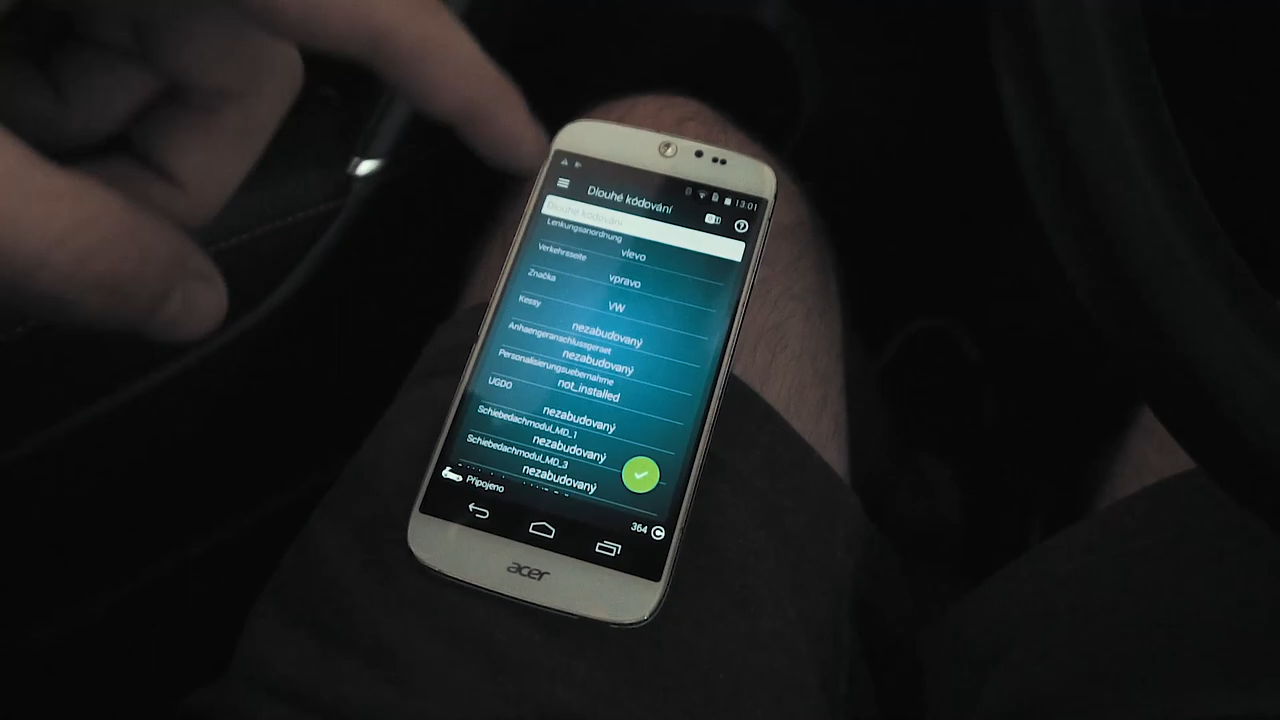 13:01
Dlouhé kódování
Dlouhé kódování
Lenkungsanordnung
vlevo
Verkehrsseite
vpravo
Značka
VW
Kessy
nezabudovaný
Anhaengeranschlussgeraet
nezabudovaný
Personalisierungsuebernahme
not_installed
UGDO
nezabudovaný
Schiebedachmodul_MD_1
nezabudovaný
Schiebedachmodul_MD_3
nezabudovaný
Připojeno
364
acer